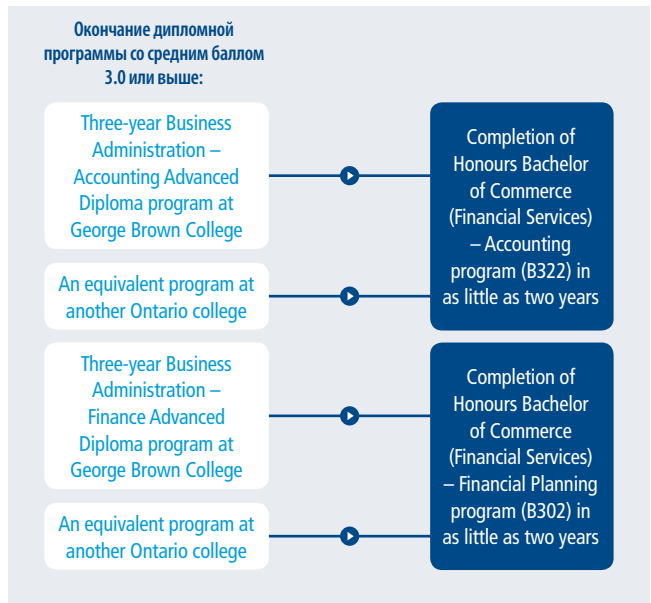 Окончание дипломной
программы со средним баллом
3.0 или выше:
Three-year Business
Administration –
Accounting Advanced
Diploma program at
George Brown College
An equivalent program at
another Ontario college
Completion of
Honours Bachelor
of Commerce
(Financial Services)
– Accounting
program (B322) in
as little as two years
Three-year Business
Administration –
Finance Advanced
Diploma program at
George Brown College
An equivalent program at
another Ontario college
Completion of
Honours Bachelor
of Commerce
(Financial Services)
– Financial Planning
program (B302) in
as little as two years